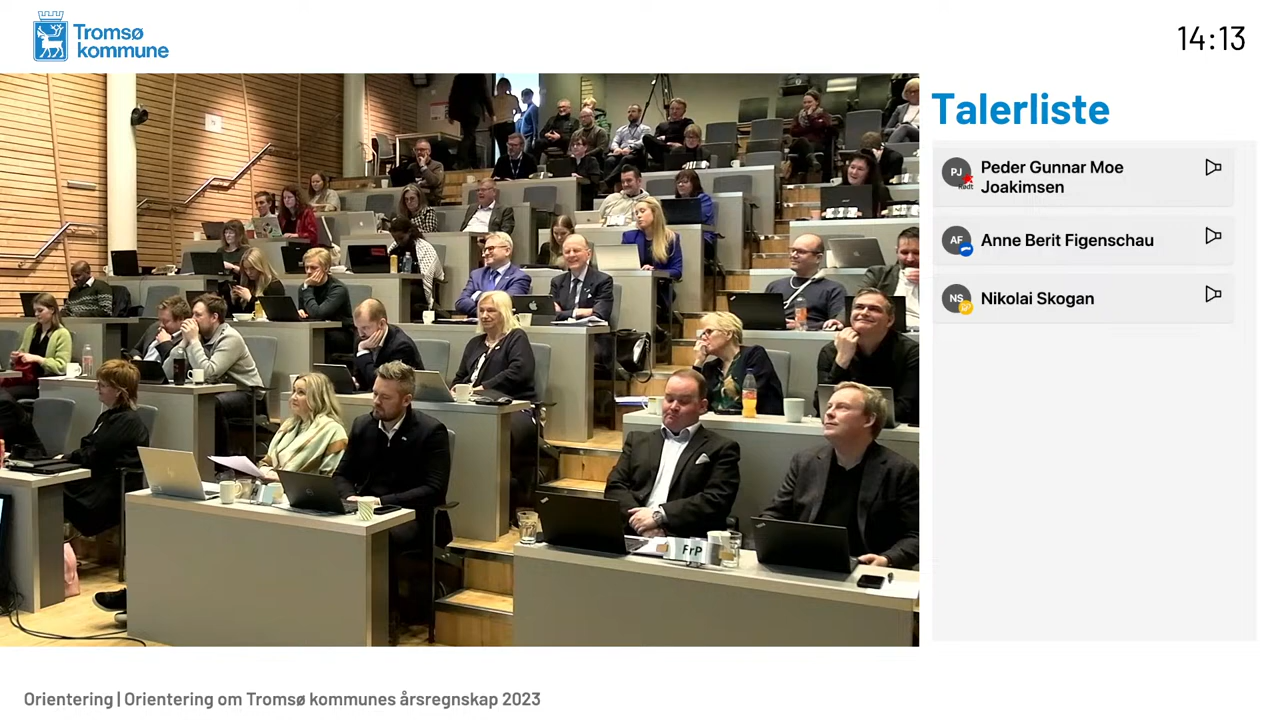 Tromsø
kommune
14:13
Talerliste
PJ
Rødt
Peder Gunnar Moe
Joakimsen
AF
Anne Berit Figenschau
NS
Nikolai Skogan
FrP
Orientering | Orientering om Tromsø kommunes årsregnskap 2023